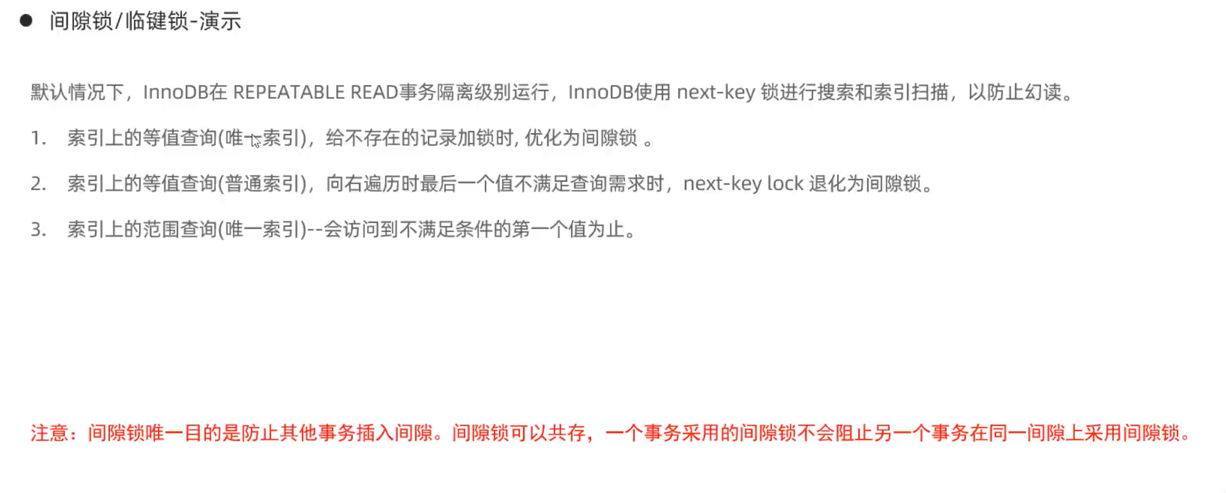 ● 间隙锁/临键锁-演示
默认情况下，InnoDB在 REPEATABLE READ事务隔离级别运行，InnoDB使用 next-key 锁进行搜索和索引扫描，以防止幻读。
1. 索引上的等值查询(唯一索引)，给不存在的记录加锁时, 优化为间隙锁 。
2. 索引上的等值查询(普通索引)，向右遍历时最后一个值不满足查询需求时，next-key lock 退化为间隙锁。
3. 索引上的范围查询(唯一索引)--会访问到不满足条件的第一个值为止。
注意：间隙锁唯一目的是防止其他事务插入间隙。间隙锁可以共存，一个事务采用的间隙锁不会阻止另一个事务在同一间隙上采用间隙锁。